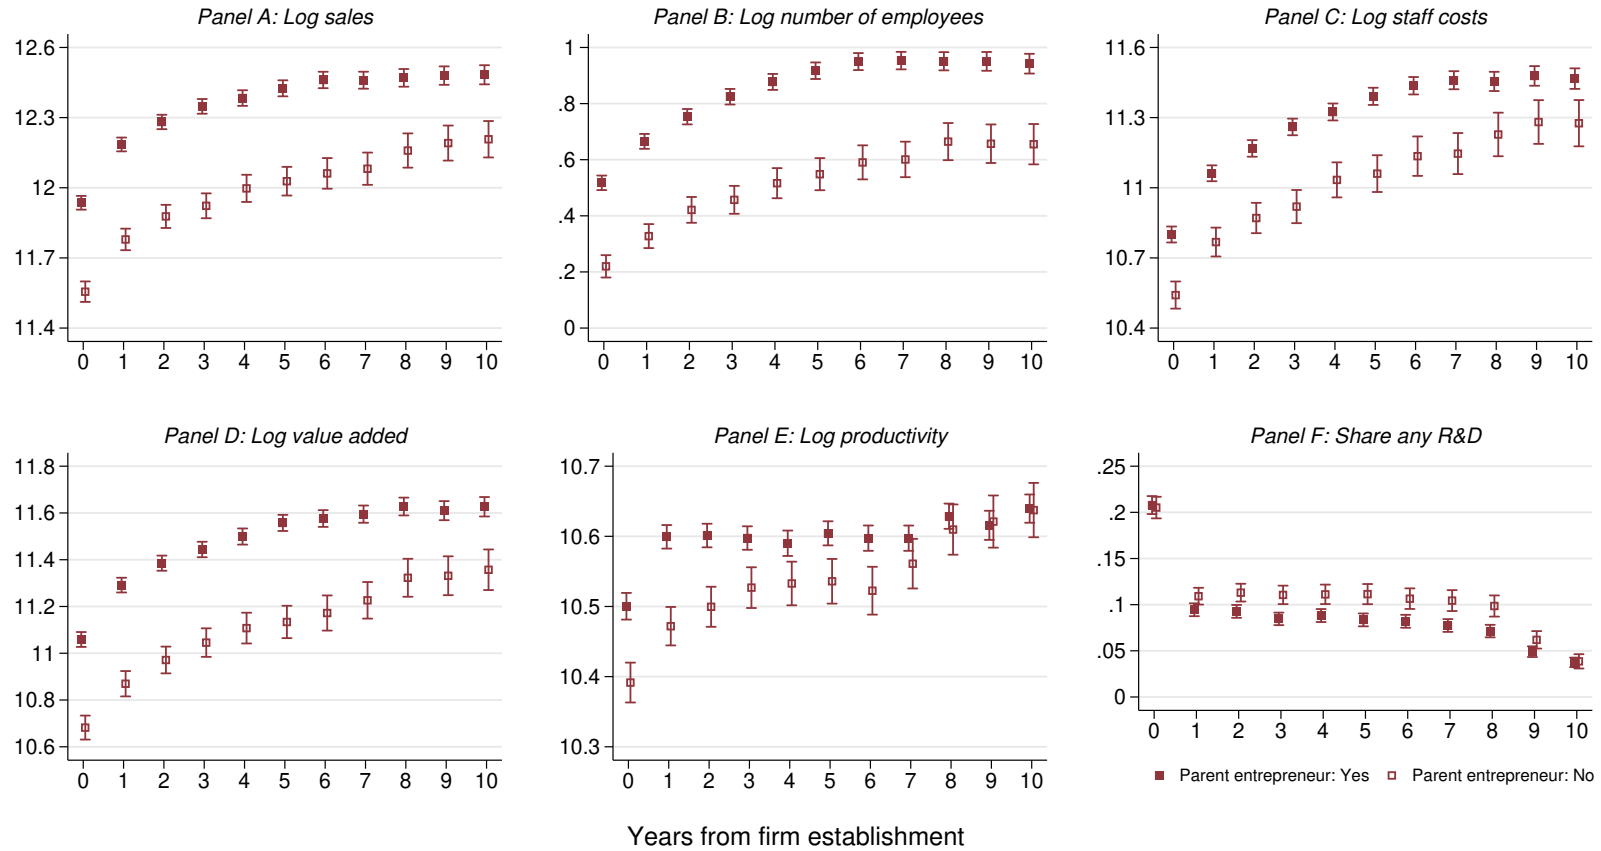 Panel A: Log sales
12.6
12.3
12
11.7
11.4
0 1 2 3 4 5 6 7 8 9 10
Panel B: Log number of employees
1
.8
.6
.4
.2
0
0 1 2 3 4 5 6 7 8 9 10
Panel C: Log staff costs
11.6
11.3
11
10.7
10.4
0 1 2 3 4 5 6 7 8 9 10
Panel D: Log value added
11.8
11.6
11.4
11.2
11
10.8
10.6
0 1 2 3 4 5 6 7 8 9 10
Panel E: Log productivity
10.7
10.6
10.5
10.4
10.3
0 1 2 3 4 5 6 7 8 9 10
Panel F: Share any R&D
.25
.2
.15
.1
.05
0
0 1 2 3 4 5 6 7 8 9 10
Parent entrepreneur: Yes Parent entrepreneur: No
Years from firm establishment